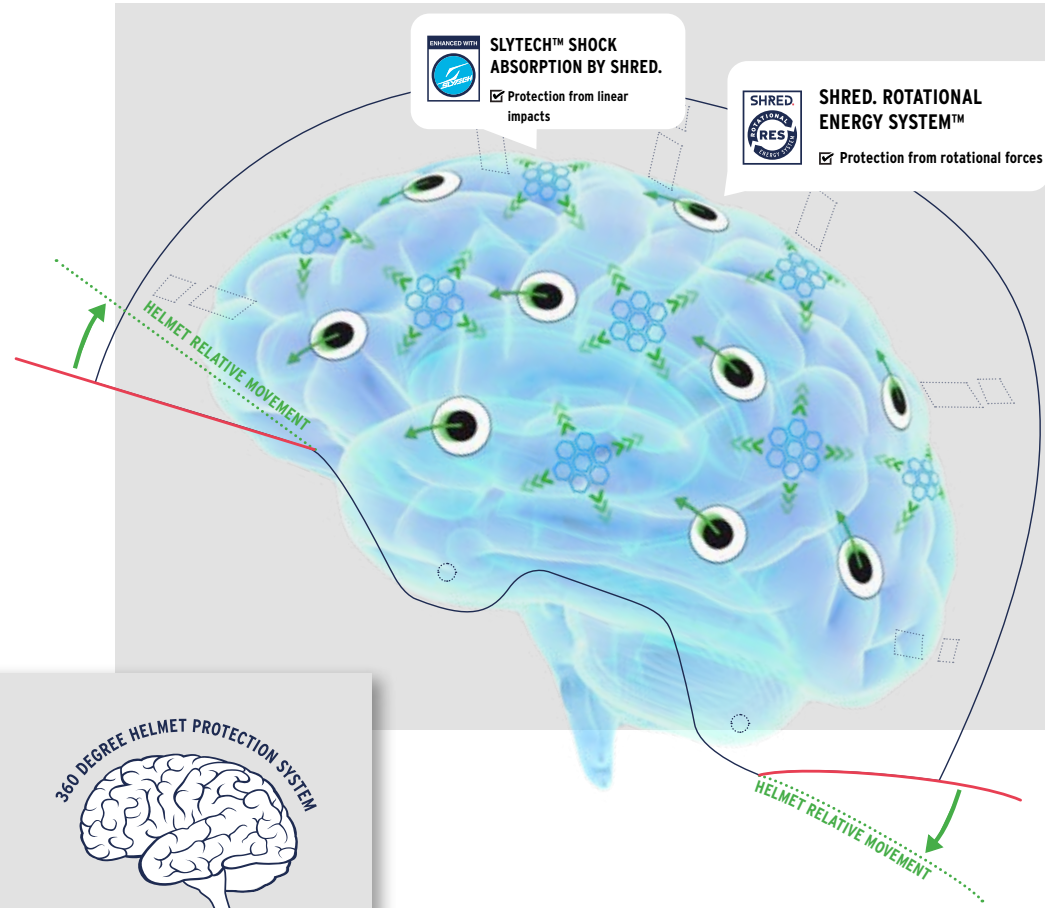 ENHANCED WITH
SLYTECH
SLYTECH™ SHOCK
ABSORPTION BY SHRED.
Protection from linear
impacts
SHRED.
ROTATIONAL
RES
ENERGY SYSTEM
SHRED. ROTATIONAL
ENERGY SYSTEM™
Protection from rotational forces
HELMET RELATIVE MOVEMENT
360 DEGREE HELMET PROTECTION SYSTEM
HELMET RELATIVE MOVEMENT